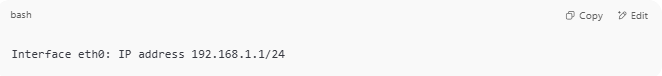 bash Copy Edit
Interface eth0: IP address 192.168.1.1/24